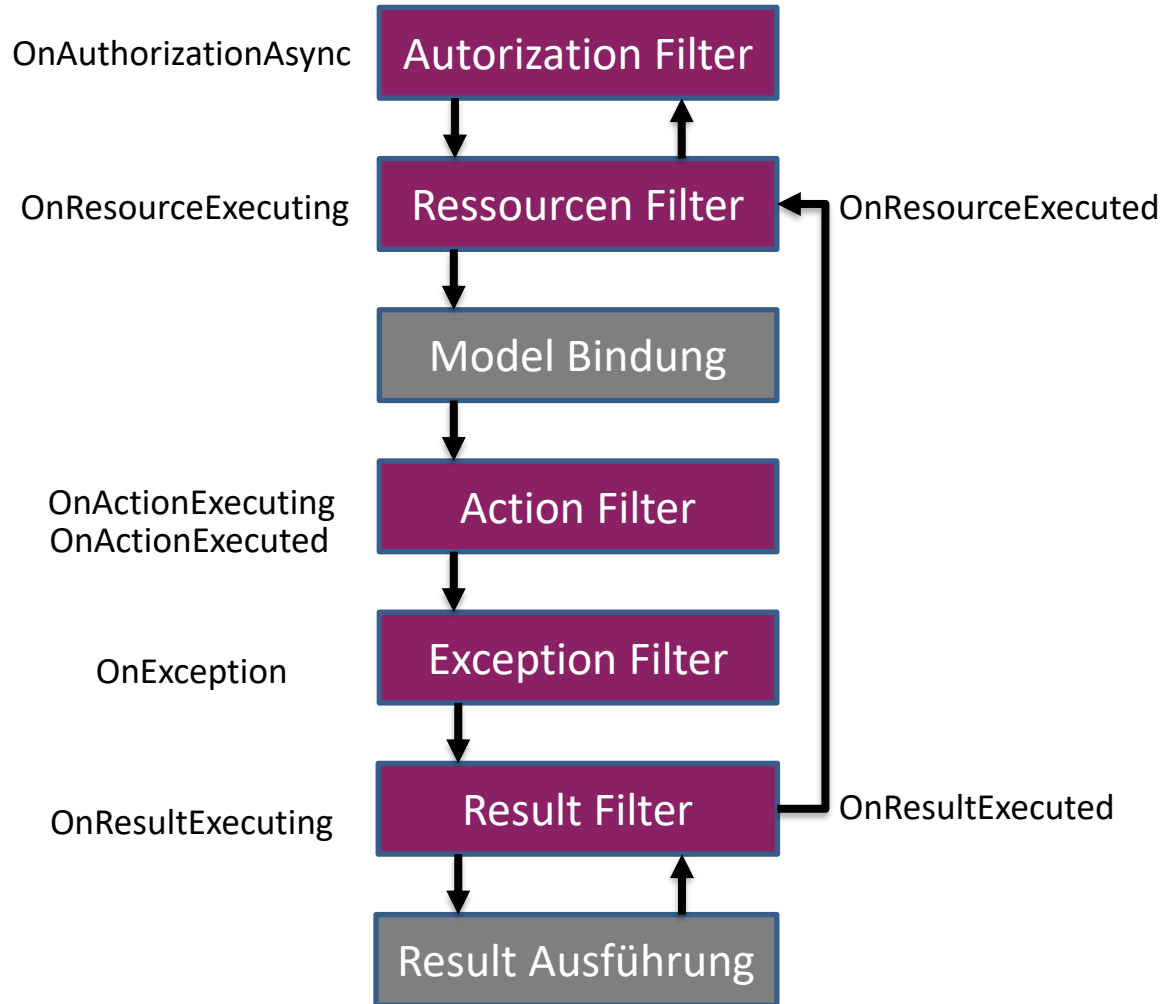 OnAuthorizationAsync
Autorization Filter
OnResourceExecuting
Ressourcen Filter
OnResourceExecuted
Model Bindung
OnActionExecuting
OnActionExecuted
Action Filter
OnException
Exception Filter
OnResultExecuting
Result Filter
OnResultExecuted
Result Ausführung